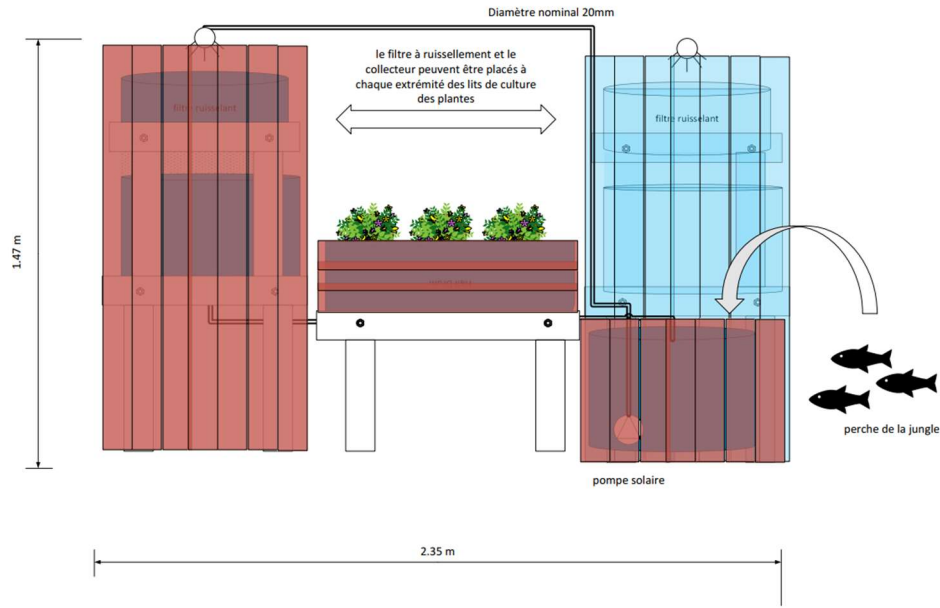 Diamètre nominal 20mm
le filtre à ruissellement et le
collecteur peuvent être placés à
chaque extrémité des lits de culture
des plantes
filtre ruisselant
filtre ruisselant
1.47 m
perche de la jungle
pompe solaire
2.35 m